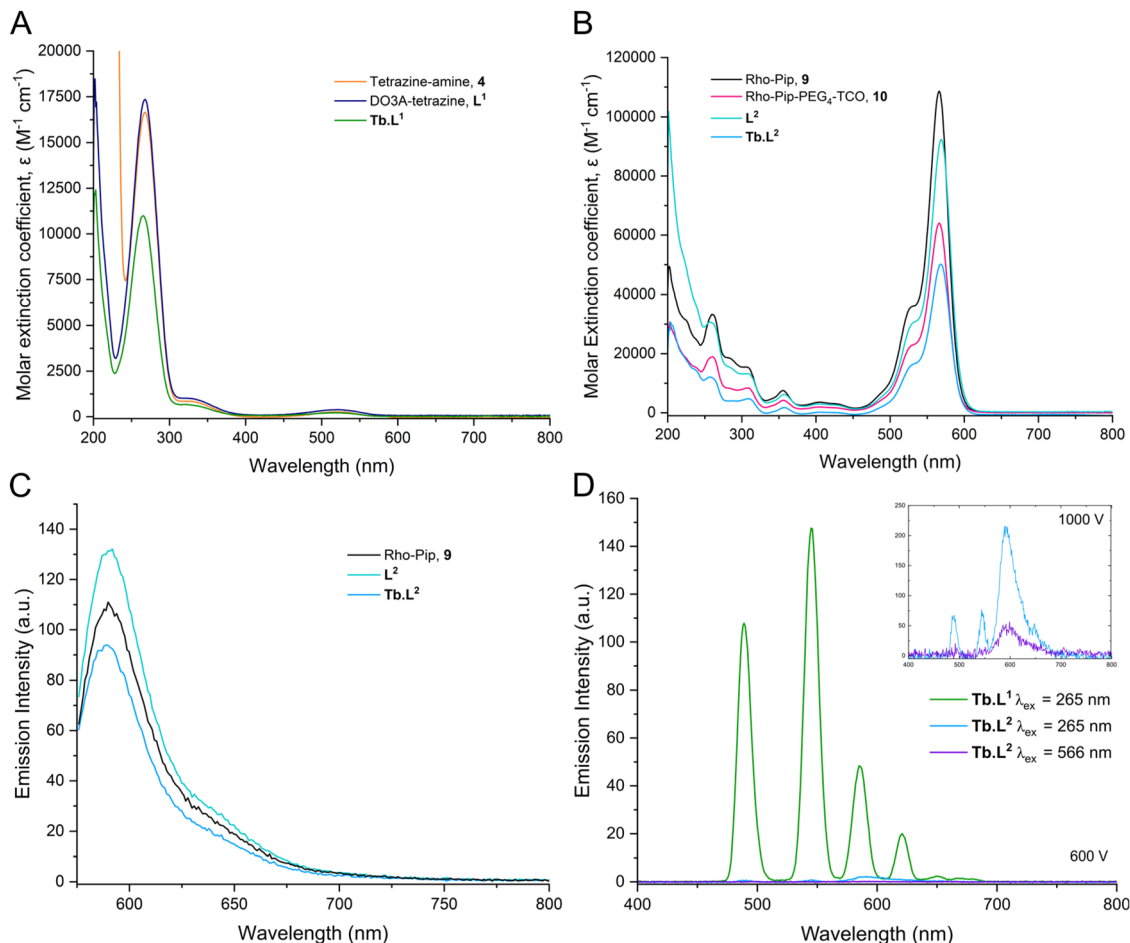 A
20000
17500
15000
12500
10000
7500
5000
2500
0
Molar extinction coefficient, ε (M⁻¹ cm⁻¹)
Tetrazine-amine, 4
DO3A-tetrazine, L¹
Tb.L¹
200 300 400 500 600 700 800
Wavelength (nm)
B
120000
100000
80000
60000
40000
20000
0
Molar Extinction coefficient, ε (M⁻¹ cm⁻¹)
Rho-Pip, 9
Rho-Pip-PEG₄-TCO, 10
L²
Tb.L²
200 300 400 500 600 700 800
Wavelength (nm)
C
140
120
100
80
60
40
20
0
Emission Intensity (a.u.)
Rho-Pip, 9
L²
Tb.L²
600 650 700 750 800
Wavelength (nm)
D
160
140
120
100
80
60
40
20
0
Emission Intensity (a.u.)
250
200
150
100
50
0
1000 V
400 500 600 700 800
Tb.L¹ λex = 265 nm
Tb.L² λex = 265 nm
Tb.L² λex = 566 nm
600 V
400 500 600 700 800
Wavelength (nm)